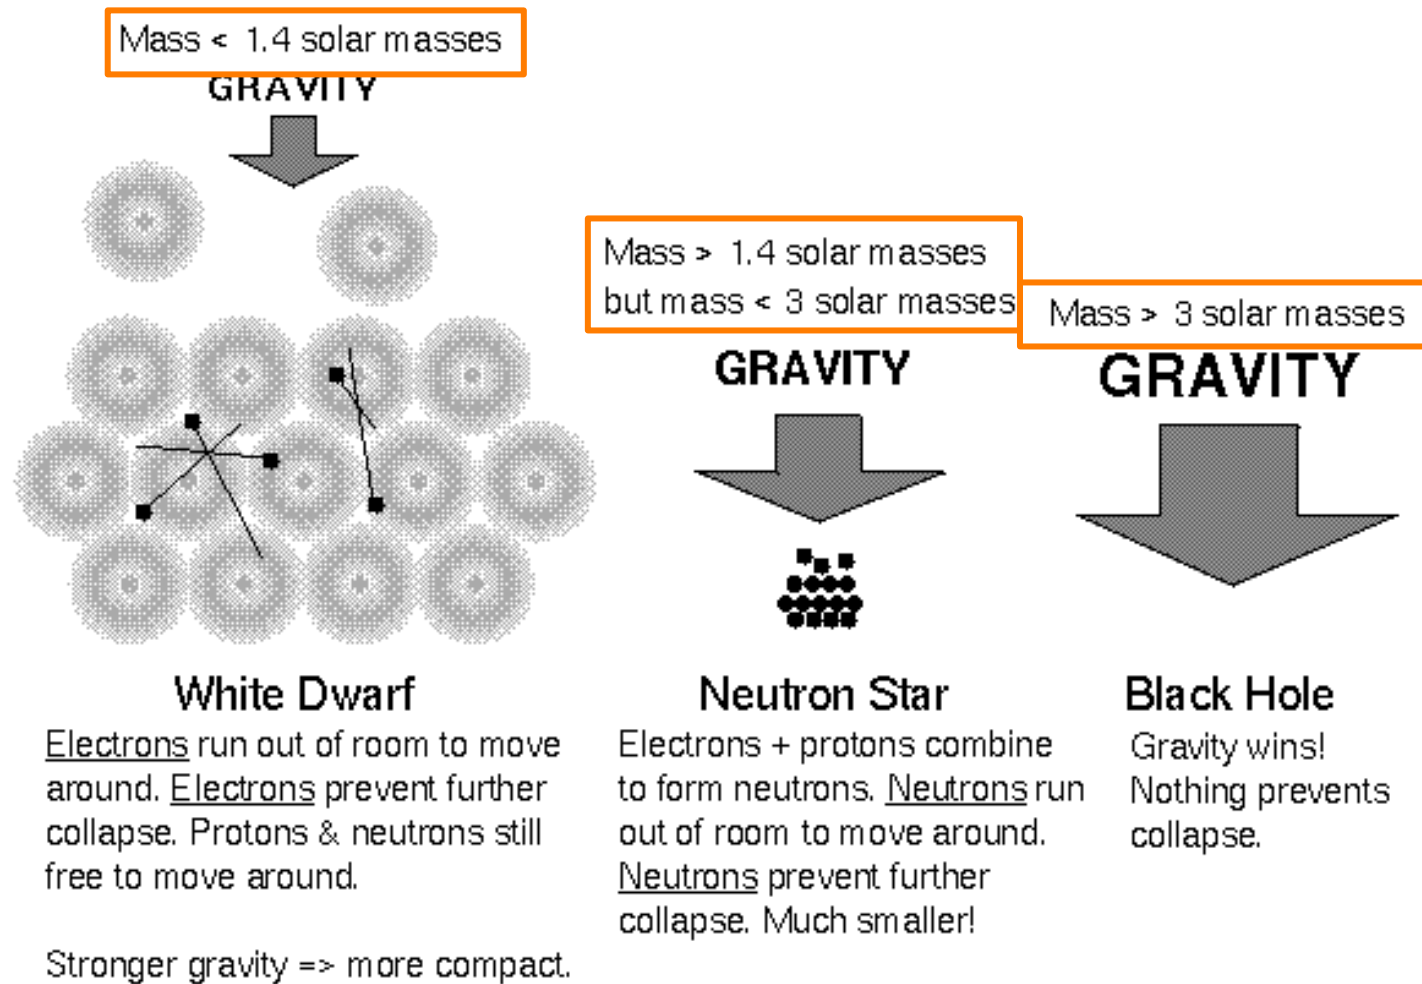 Mass < 1.4 solar masses
GRAVITY
Mass > 1.4 solar masses
but mass < 3 solar masses
GRAVITY
Mass > 3 solar masses
GRAVITY
White Dwarf
Electrons run out of room to move
around. Electrons prevent further
collapse. Protons & neutrons still
free to move around.
Stronger gravity => more compact.
Neutron Star
Electrons + protons combine
to form neutrons. Neutrons run
out of room to move around.
Neutrons prevent further
collapse. Much smaller!
Black Hole
Gravity wins!
Nothing prevents
collapse.